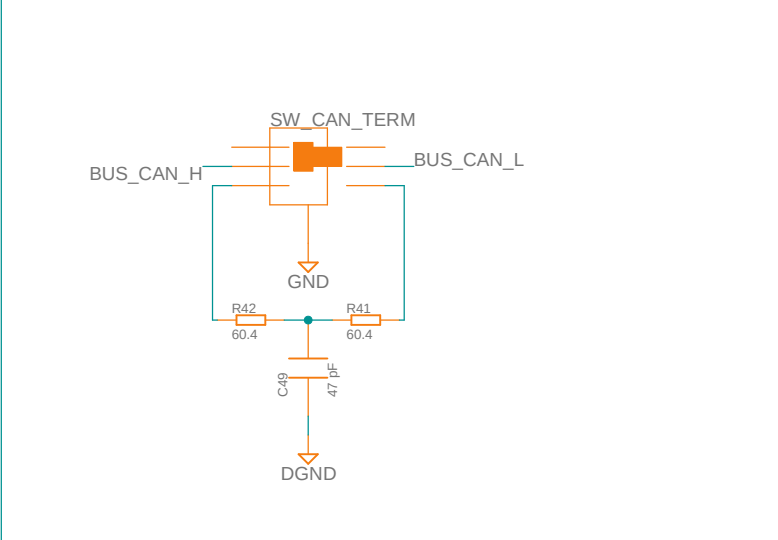 SW_CAN_TERM
BUS_CAN_H
BUS_CAN_L
GND
R42
R41
60.4
60.4
C49
47 pF
DGND